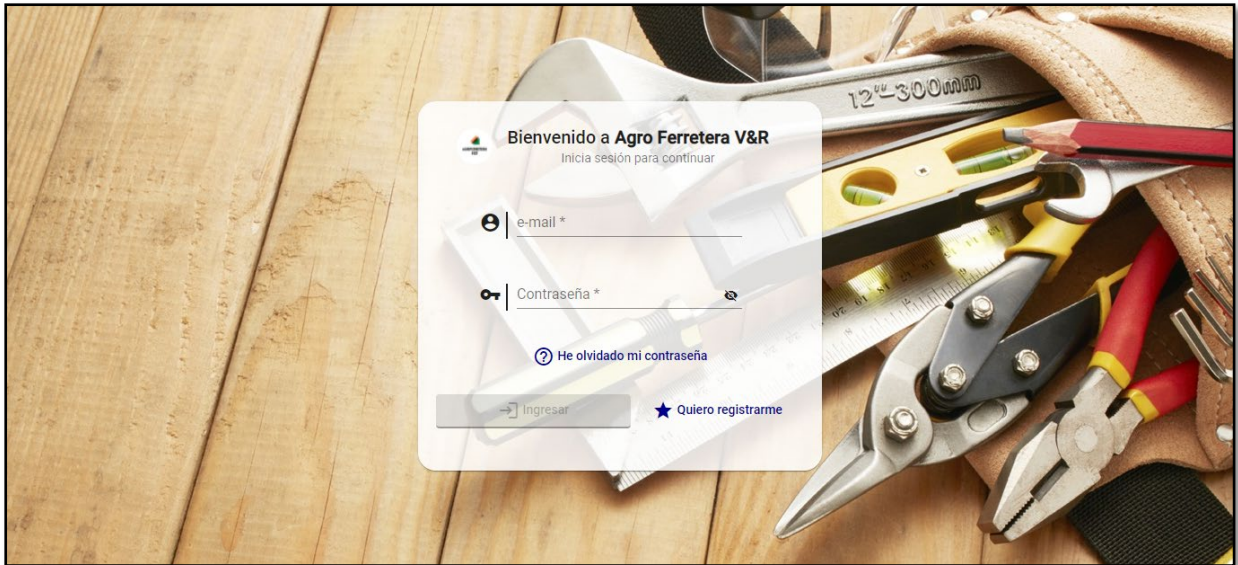 12"-300mm
Bienvenido a Agro Ferretera V&R
Inicia sesión para continuar
e-mail *
Contraseña *
He olvidado mi contraseña
Ingresar
Quiero registrarme